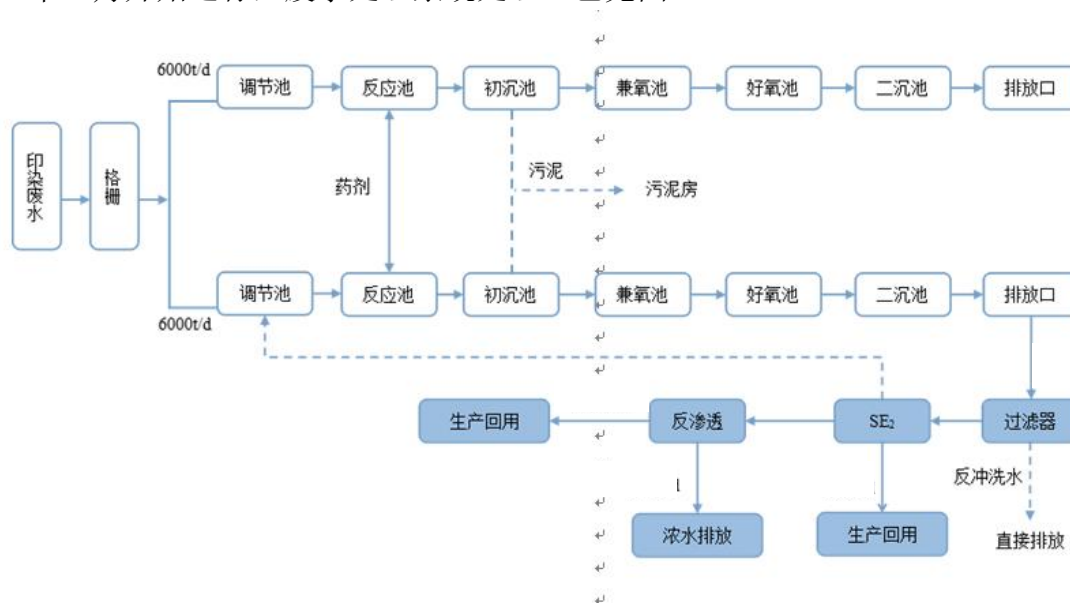 6000t/d
调节池
反应池
初沉池
兼氧池
好氧池
二沉池
排放口
印染废水
格栅
药剂
污泥
污泥房
6000t/d
调节池
反应池
初沉池
兼氧池
好氧池
二沉池
排放口
生产回用
反渗透
SE₂
过滤器
反冲洗水
浓水排放
生产回用
直接排放